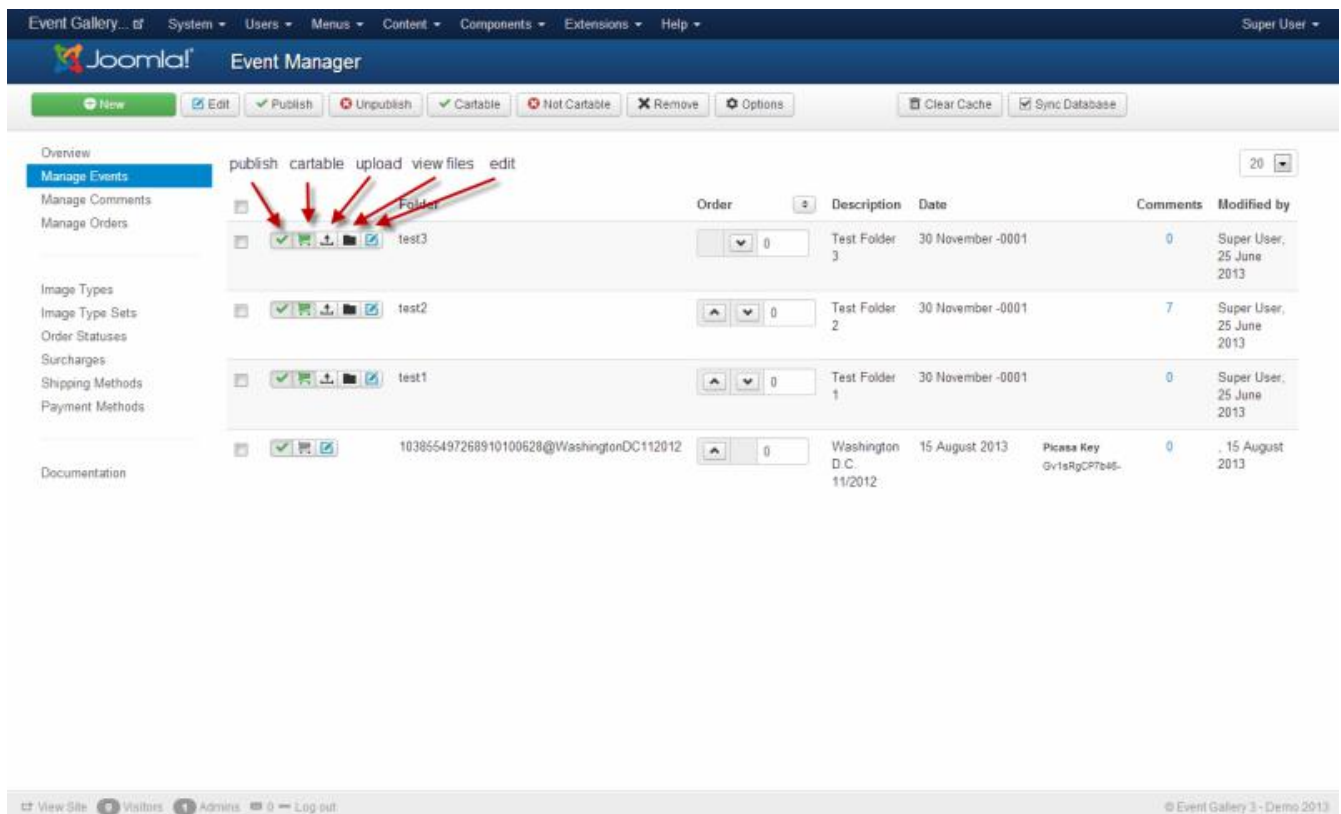 Event Gallery... System Users Menus Content Components Extensions Help Super User
Joomla! Event Manager
New Edit Publish Unpublish Cartable Not Cartable Remove Options Clear Cache Sync Database
Overview
Manage Events
Manage Comments
Manage Orders
Image Types
Image Type Sets
Order Statuses
Surcharges
Shipping Methods
Payment Methods
Documentation
publish cartable upload view files edit
20
Folder Order Description Date Comments Modified by
test3 0 Test Folder 30 November -0001 0 Super User,
3 25 June
2013
test2 0 Test Folder 30 November -0001 7 Super User,
2 25 June
2013
test1 0 Test Folder 30 November -0001 0 Super User,
1 25 June
2013
103855497268910100628@WashingtonDC112012 0 Washington 15 August 2013 Picasa Key 0 , 15 August
D.C. 2013
11/2012
View Site Visitors 1 Admins 0 Log out © Event Gallery 3 - Demo 2013